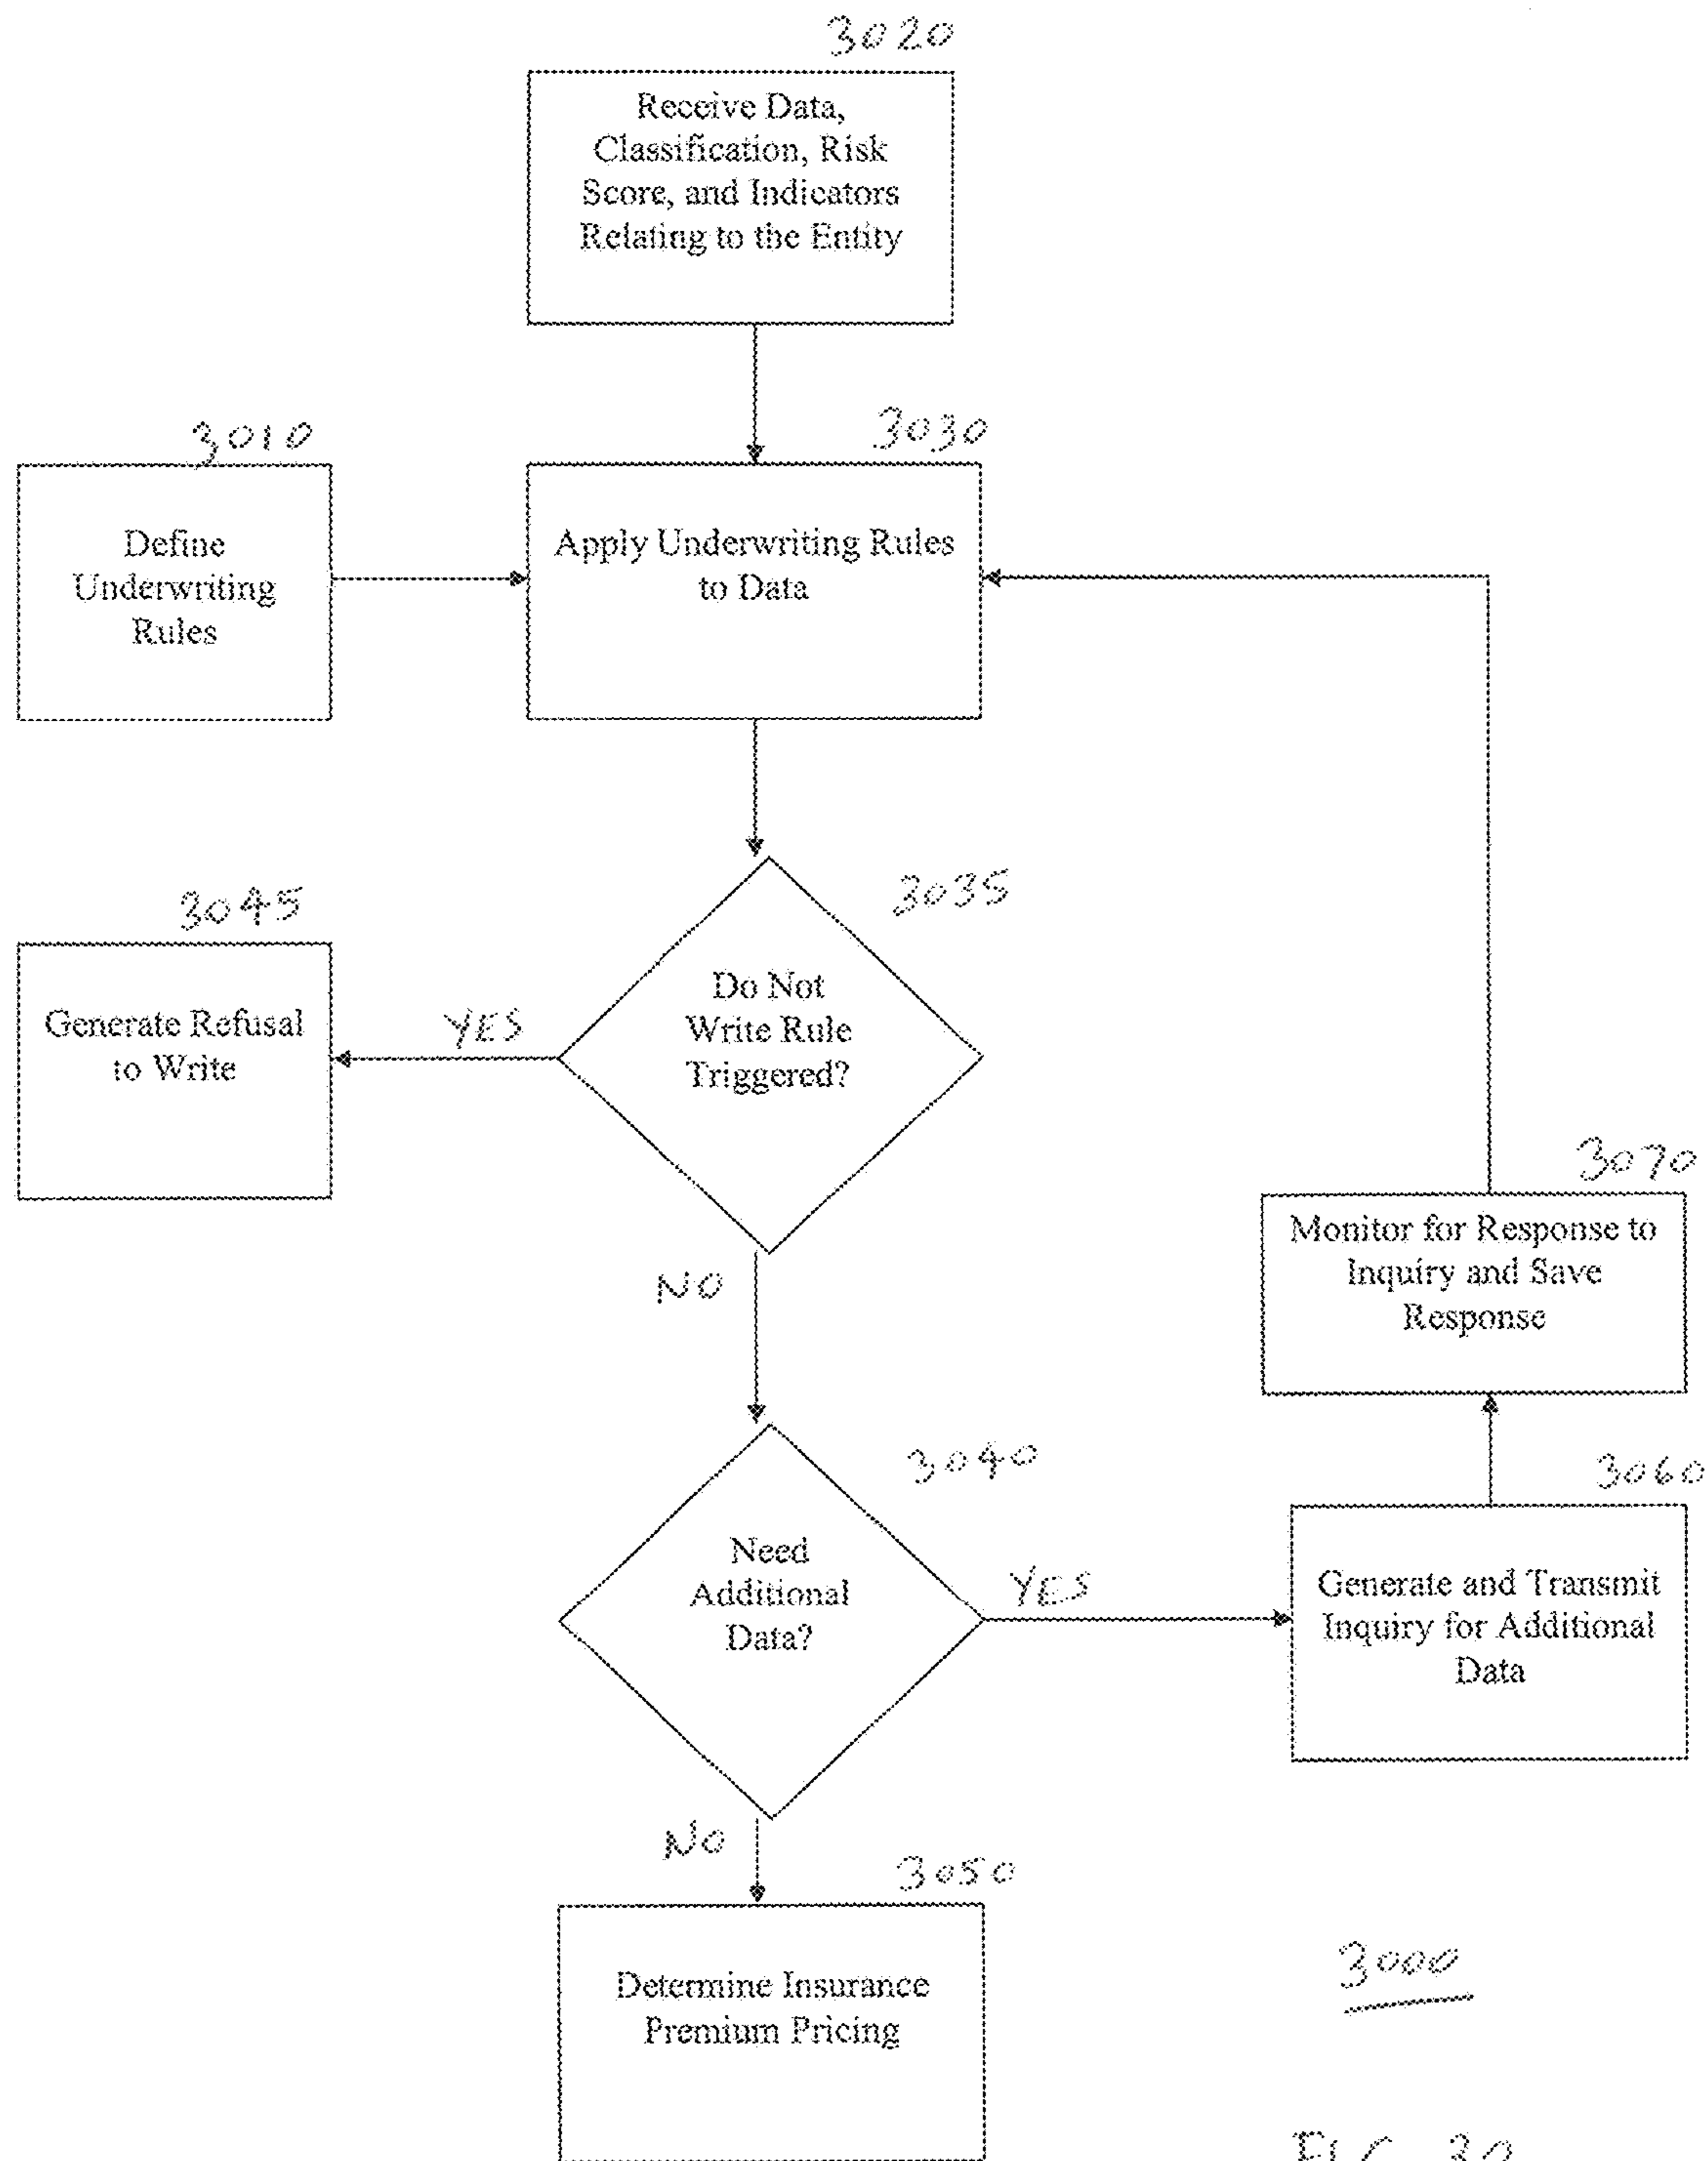 3020
Receive Data,
Classification, Risk
Score, and Indicators
Relating to the Entity
3010
Define
Underwriting
Rules
3030
Apply Underwriting Rules
to Data
3035
Do Not
Write Rule
Triggered?
3045
Generate Refusal
to Write
YES
NO
3070
Monitor for Response to
Inquiry and Save
Response
3040
Need
Additional
Data?
YES
3060
Generate and Transmit
Inquiry for Additional
Data
NO
3050
Determine Insurance
Premium Pricing
3000
FIG 30